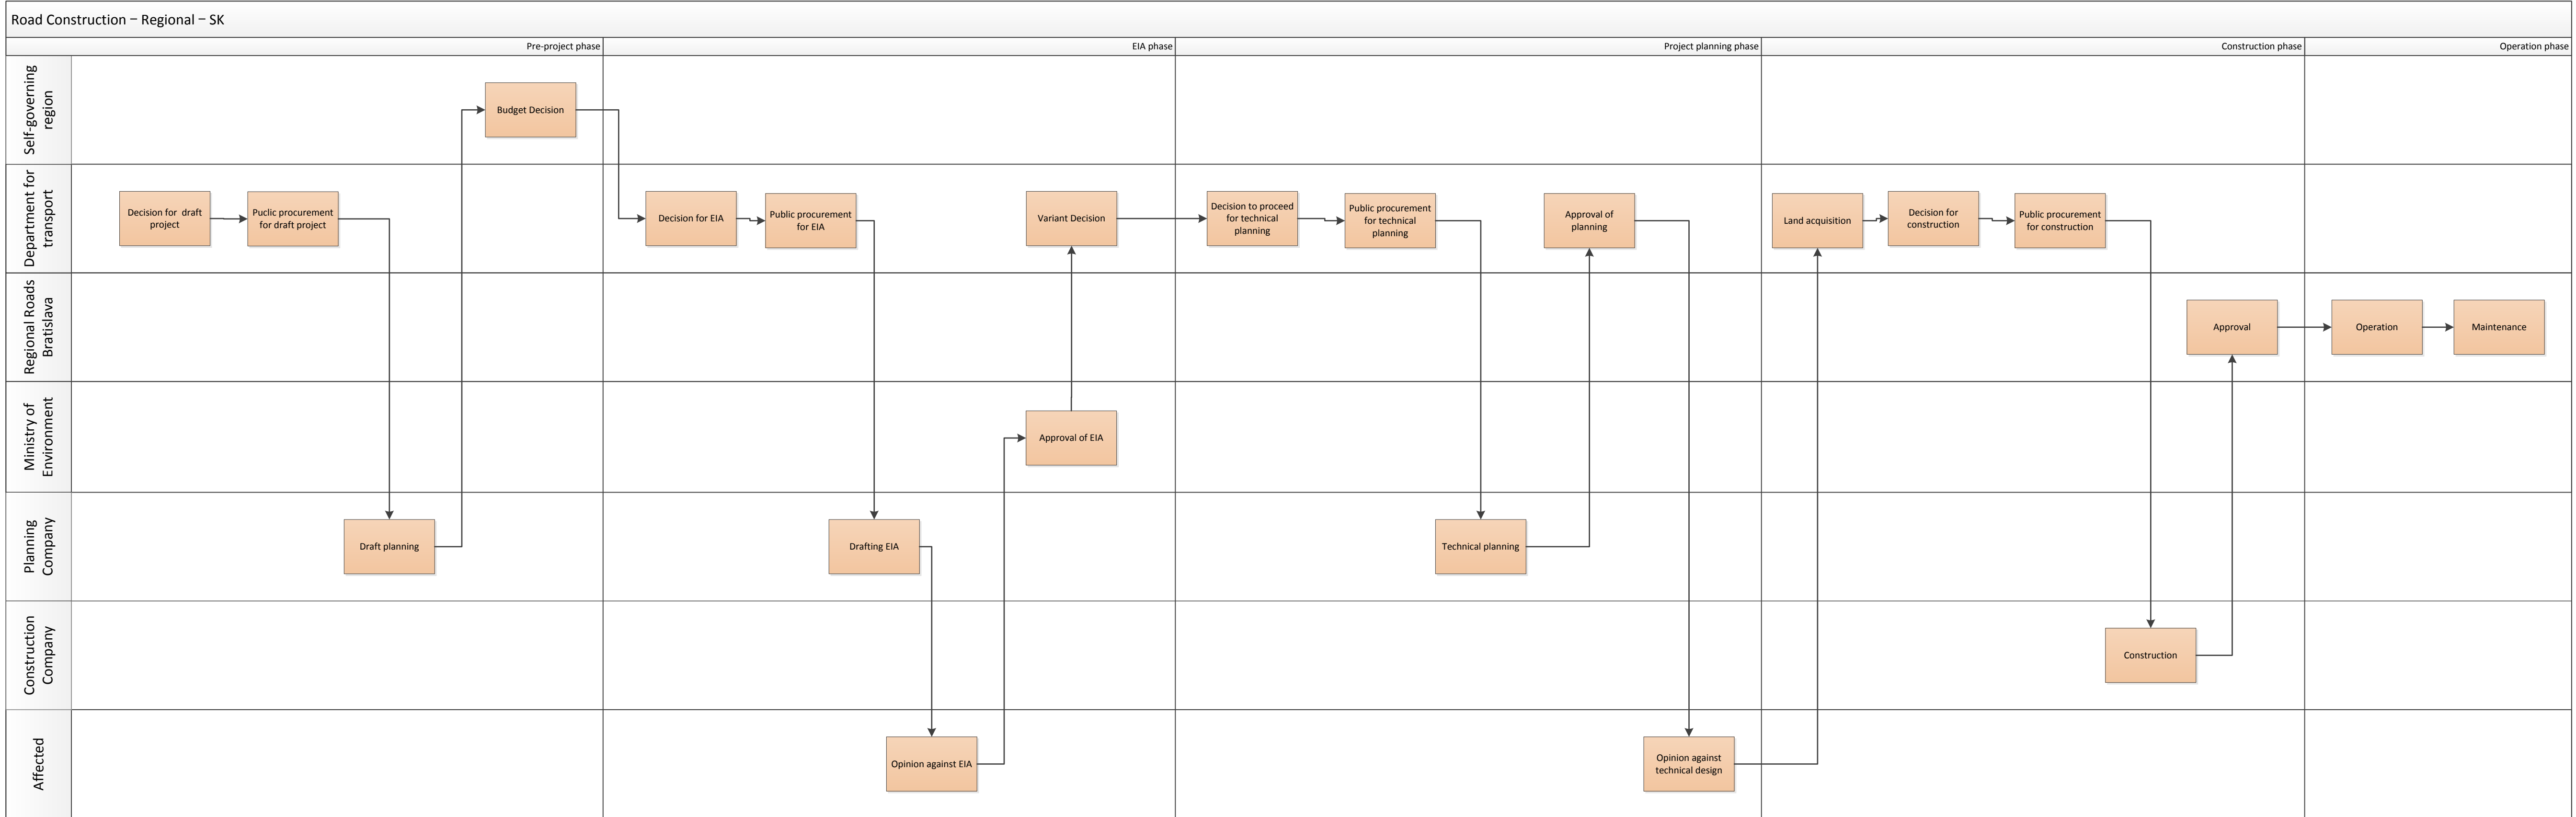 Road Construction – Regional – SK
Pre-project phase
EIA phase
Project planning phase
Construction phase
Operation phase
Self-governing
region
Budget Decision
Department for
transport
Decision for draft
project
Puclic procurement
for draft project
Decision for EIA
Public procurement
for EIA
Variant Decision
Decision to proceed
for technical
planning
Public procurement
for technical
planning
Approval of
planning
Land acquisition
Decision for
construction
Public procurement
for construction
Regional Roads
Bratislava
Approval
Operation
Maintenance
Ministry of
Environment
Approval of EIA
Planning
Company
Draft planning
Drafting EIA
Technical planning
Construction
Company
Construction
Affected
Opinion against EIA
Opinion against
technical design